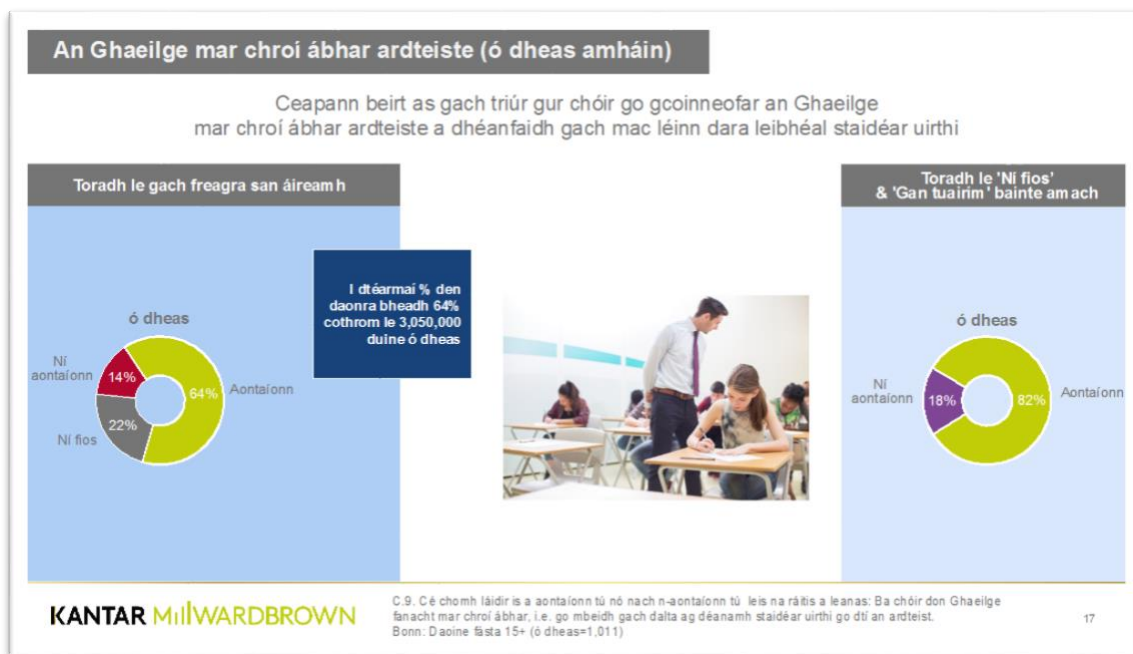 An Ghaeilge mar chroí ábhar ardteiste (ó dheas amháin)
Ceapann beirt as gach triúr gur chóir go gcoinneofar an Ghaeilge
mar chroí ábhar ardteiste a dhéanfaidh gach mac léinn dara leibhéal staidéar uirthi
Toradh le gach freagra san áireamh
I dtéarmaí % den
daonra bheadh 64%
cothrom le 3,050,000
duine ó dheas
ó dheas
Ní
aontaíonn
14%
64%
Aontaíonn
22%
Ní fios
Toradh le 'Ní fios'
& 'Gan tuairim' bainte amach
ó dheas
Ní
aontaíonn
18%
82%
Aontaíonn
KANTAR MILLWARDBROWN
C.9. Cé chomh láidir is a aontaíonn tú nó nach n-aontaíonn tú leis na ráitis a leanas: Ba chóir don Ghaeilge
fanacht mar chroí ábhar, i.e. go mbeidh gach dalta ag déanamh staidéar uirthi go dtí an ardteist.
Bonn: Daoine fásta 15+ (ó dheas=1,011)
17